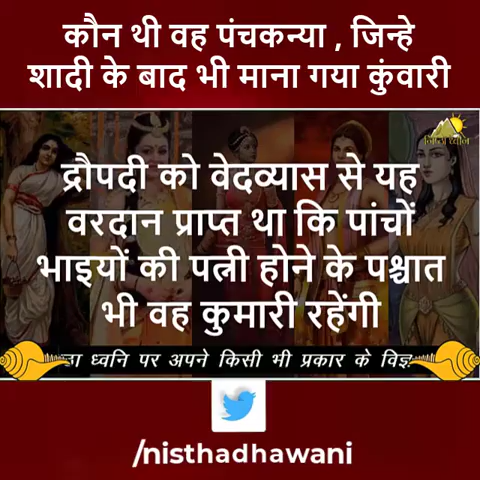 कौन थी वह पंचकन्या , जिन्हे
शादी के बाद भी माना गया कुंवारी
द्रौपदी को वेदव्यास से यह
वरदान प्राप्त था कि पांचों
भाइयों की पत्नी होने के पश्चात
भी वह कुमारी रहेंगी
ध्वनि पर अपने किसी भी प्रकार के
/nisthadhawani